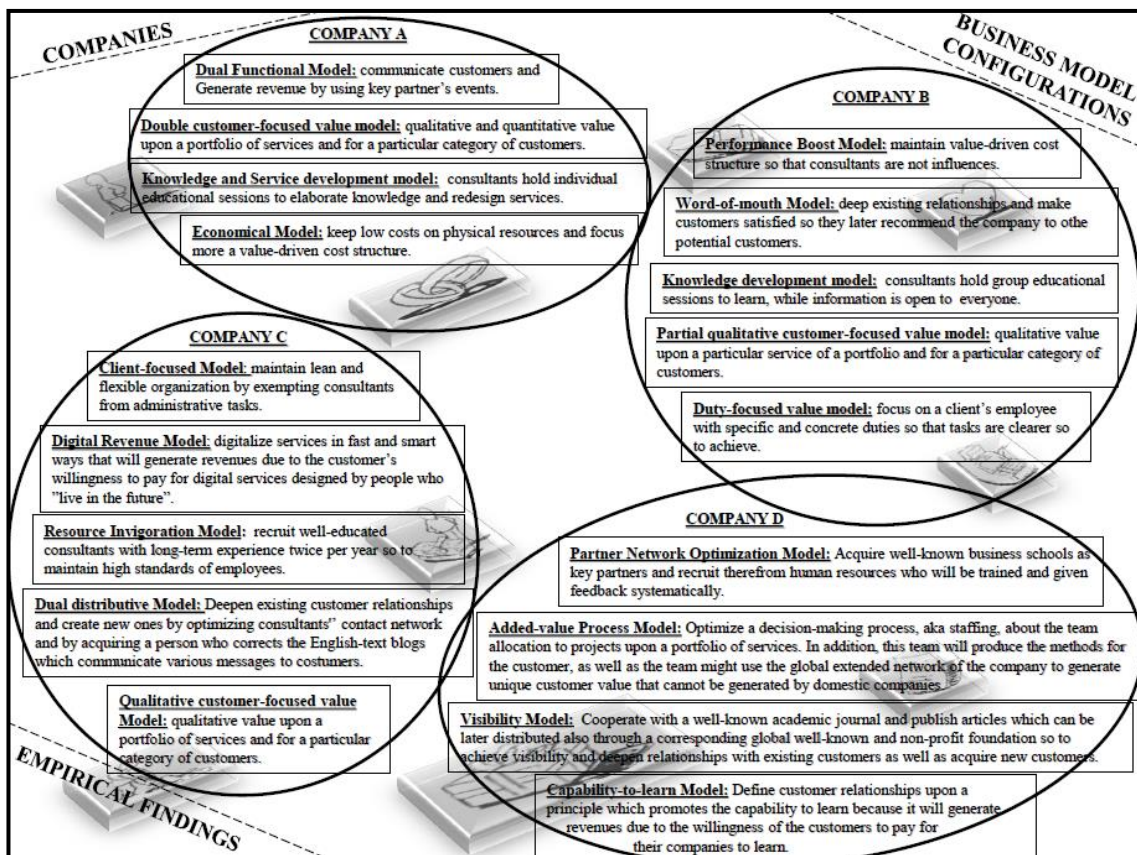 COMPANIES
BUSINESS MODEL
CONFIGURATIONS
COMPANY A
Dual Functional Model: communicate customers and
Generate revenue by using key partner's events.
Double customer-focused value model: qualitative and quantitative value
upon a portfolio of services and for a particular category of customers.
Knowledge and Service development model: consultants hold individual
educational sessions to elaborate knowledge and redesign services.
Economical Model: keep low costs on physical resources and focus
more a value-driven cost structure.
COMPANY B
Performance Boost Model: maintain value-driven cost
structure so that consultants are not influences.
Word-of-mouth Model: deep existing relationships and make
customers satisfied so they later recommend the company to othe
potential customers.
Knowledge development model: consultants hold group educational
sessions to learn, while information is open to everyone.
Partial qualitative customer-focused value model: qualitative value
upon a particular service of a portfolio and for a particular category of
customers.
Duty-focused value model: focus on a client's employee
with specific and concrete duties so that tasks are clearer so
to achieve.
COMPANY C
Client-focused Model: maintain lean and
flexible organization by exempting consultants
from administrative tasks.
Digital Revenue Model: digitalize services in fast and smart
ways that will generate revenues due to the customer's
willingness to pay for digital services designed by people who
"live in the future".
Resource Invigoration Model: recruit well-educated
consultants with long-term experience twice per year so to
maintain high standards of employees.
Dual distributive Model: Deepen existing customer relationships
and create new ones by optimizing consultants" contact network
and by acquiring a person who corrects the English-text blogs
which communicate various messages to costumers.
Qualitative customer-focused value
Model: qualitative value upon a
portfolio of services and for a particular
category of customers.
COMPANY D
Partner Network Optimization Model: Acquire well-known business schools as
key partners and recruit therefrom human resources who will be trained and given
feedback systematically.
Added-value Process Model: Optimize a decision-making process, aka staffing, about the team
allocation to projects upon a portfolio of services. In addition, this team will produce the methods for
the customer, as well as the team might use the global extended network of the company to generate
unique customer value that cannot be generated by domestic companies.
Visibility Model: Cooperate with a well-known academic journal and publish articles which can be
later distributed also through a corresponding global well-known and non-profit foundation so to
achieve visibility and deepen relationships with existing customers as well as acquire new customers.
Capability-to-learn Model: Define customer relationships upon a
principle which promotes the capability to learn because it will generate
revenues due to the willingness of the customers to pay for
their companies to learn.
EMPIRICAL FINDINGS